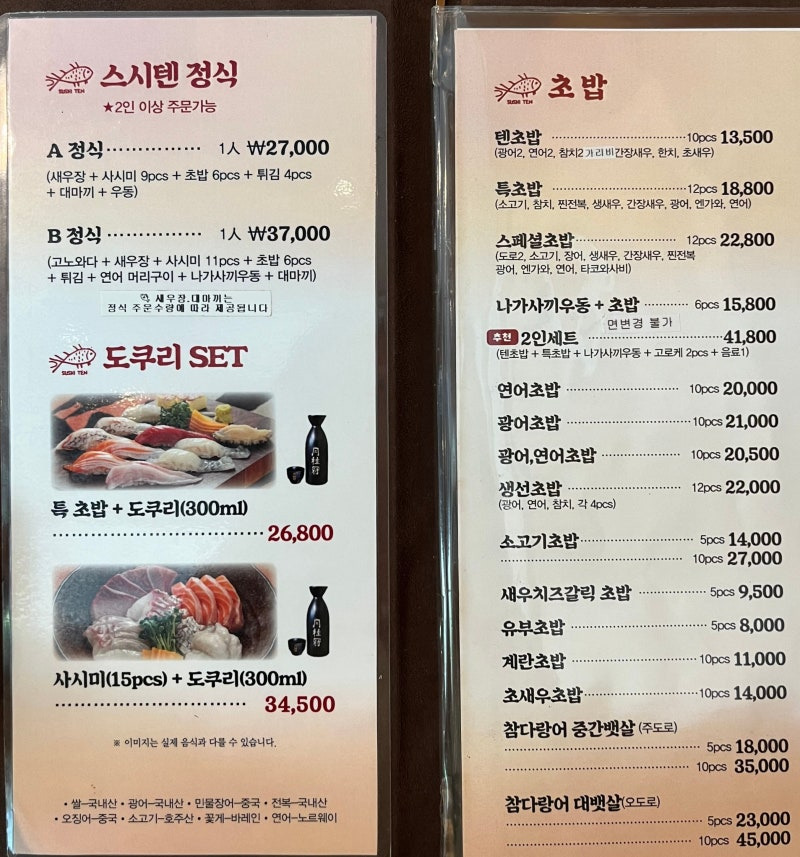 SUSHI TEN
스시텐 정식
★2인 이상 주문가능
A 정식 ················ 1人 ₩27,000
(새우장 + 사시미 9pcs + 초밥 6pcs + 튀김 4pcs
+ 대마끼 + 우동)
B 정식 ················ 1人 ₩37,000
(고노와다 + 새우장 + 사시미 11pcs + 초밥 6pcs
+ 튀김 + 연어 머리구이 + 나가사끼우동 + 대마끼)
새우장.대마끼는
정식 주문수량에 따라 제공됩니다
SUSHI TEN
도쿠리 SET
月桂冠
특 초밥 + 도쿠리(300ml)
································ 26,800
月桂冠
사시미(15pcs) + 도쿠리(300ml)
································ 34,500
※ 이미지는 실제 음식과 다를 수 있습니다.
• 쌀-국내산 • 광어-국내산 • 민물장어-중국 • 전복-국내산
• 오징어-중국 • 소고기-호주산 • 꽃게-바레인 • 연어-노르웨이
SUSHI TEN
초밥
텐초밥 ································ 10pcs 13,500
(광어2, 연어2, 참치2 가리비 간장새우, 한치, 초새우)
특초밥 ································ 12pcs 18,800
(소고기, 참치, 찐전복, 생새우, 간장새우, 광어, 엔가와, 연어)
스페셜초밥 ································ 12pcs 22,800
(도로2, 소고기, 장어, 생새우, 간장새우, 찐전복
광어, 엔가와, 연어, 타코와사비)
나가사끼우동 + 초밥 ············ 6pcs 15,800
면변경 불가
추천 2인세트 ································ 41,800
(텐초밥 + 특초밥 + 나가사끼우동 + 고로케 2pcs + 음료1)
연어초밥 ································ 10pcs 20,000
광어초밥 ································ 10pcs 21,000
광어,연어초밥 ···················· 10pcs 20,500
생선초밥 ································ 12pcs 22,000
(광어, 연어, 참치, 각 4pcs)
소고기초밥 ································ 5pcs 14,000
································ 10pcs 27,000
새우치즈갈릭 초밥 ················ 5pcs 9,500
유부초밥 ································ 5pcs 8,000
계란초밥 ································ 10pcs 11,000
초새우초밥 ································ 10pcs 14,000
참다랑어 중간뱃살 (주도로)
································ 5pcs 18,000
································ 10pcs 35,000
참다랑어 대뱃살(오도로)
································ 5pcs 23,000
································ 10pcs 45,000